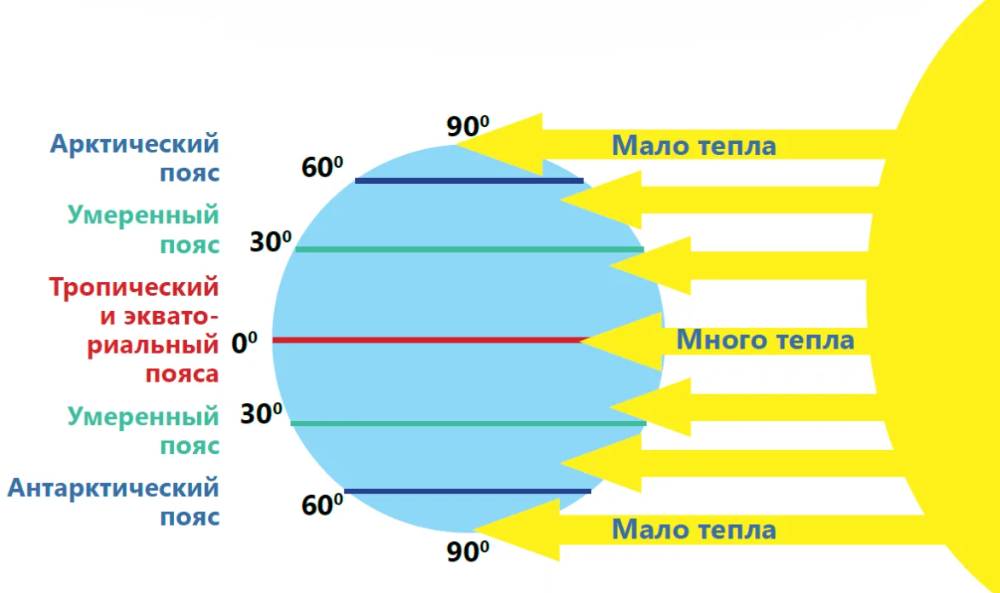 90⁰
Арктический
пояс
Мало тепла
60⁰
Умеренный
пояс
30⁰
Тропический
и эквато-
риальный
пояса
0⁰
Много тепла
Умеренный
пояс
30⁰
Антарктический
пояс
60⁰
Мало тепла
90⁰